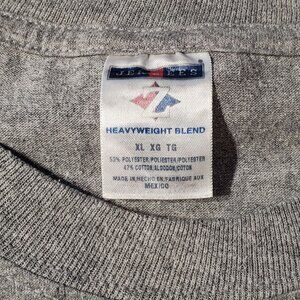 JERZEES
HEAVYWEIGHT BLEND
XL XG TG
53% POLYESTER/POLIESTER/POLYESTER
47% COTTON/ALGODON/COTON
MADE IN/HECHO EN/FABRIQUE AUX
MEXICO